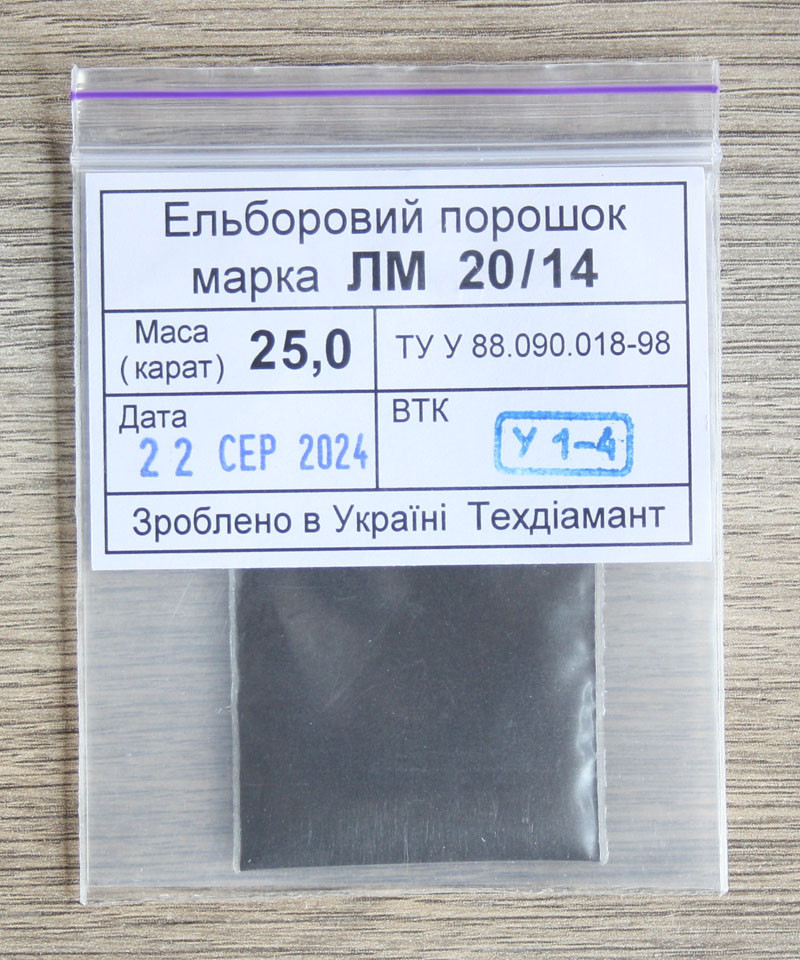 Ельборовий порошок
марка ЛМ 20/14
Маса
(карат) 25,0
ТУ У 88.090.018-98
Дата
22 СЕР 2024
ВТК
У 1-4
Зроблено в Україні Техдіамант